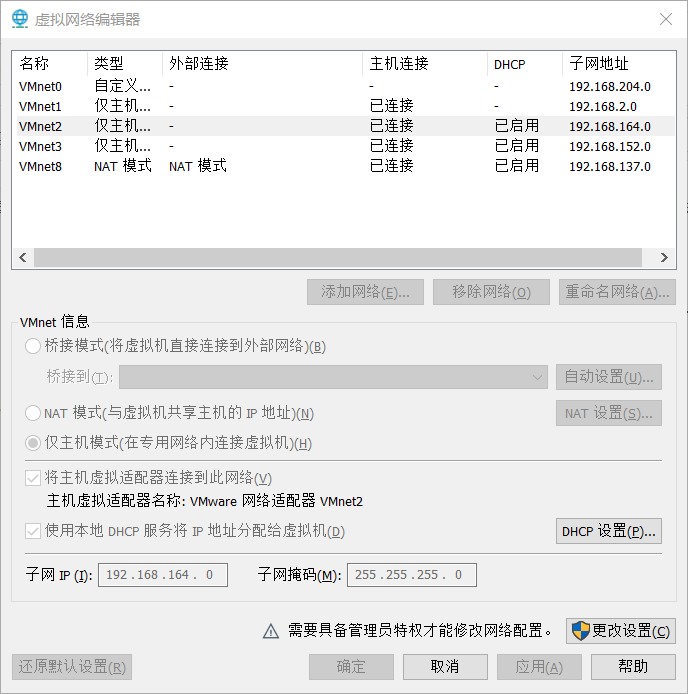 虚拟网络编辑器
名称 类型 外部连接 主机连接 DHCP 子网地址
VMnet0 自定义... - - - 192.168.204.0
VMnet1 仅主机... - 已连接 - 192.168.2.0
VMnet2 仅主机... - 已连接 已启用 192.168.164.0
VMnet3 仅主机... - 已连接 已启用 192.168.152.0
VMnet8 NAT 模式 NAT 模式 已连接 已启用 192.168.137.0
添加网络(E)... 移除网络(O) 重命名网络(A)...
VMnet 信息
桥接模式(将虚拟机直接连接到外部网络)(B)
桥接到(T): 自动设置(U)...
NAT 模式(与虚拟机共享主机的 IP 地址)(N) NAT 设置(S)...
仅主机模式(在专用网络内连接虚拟机)(H)
将主机虚拟适配器连接到此网络(V)
主机虚拟适配器名称: VMware 网络适配器 VMnet2
使用本地 DHCP 服务将 IP 地址分配给虚拟机(D) DHCP 设置(P)...
子网 IP (I): 192 . 168 . 164 . 0 子网掩码(M): 255 . 255 . 255 . 0
需要具备管理员特权才能修改网络配置。 更改设置(C)
还原默认设置(R) 确定 取消 应用(A) 帮助